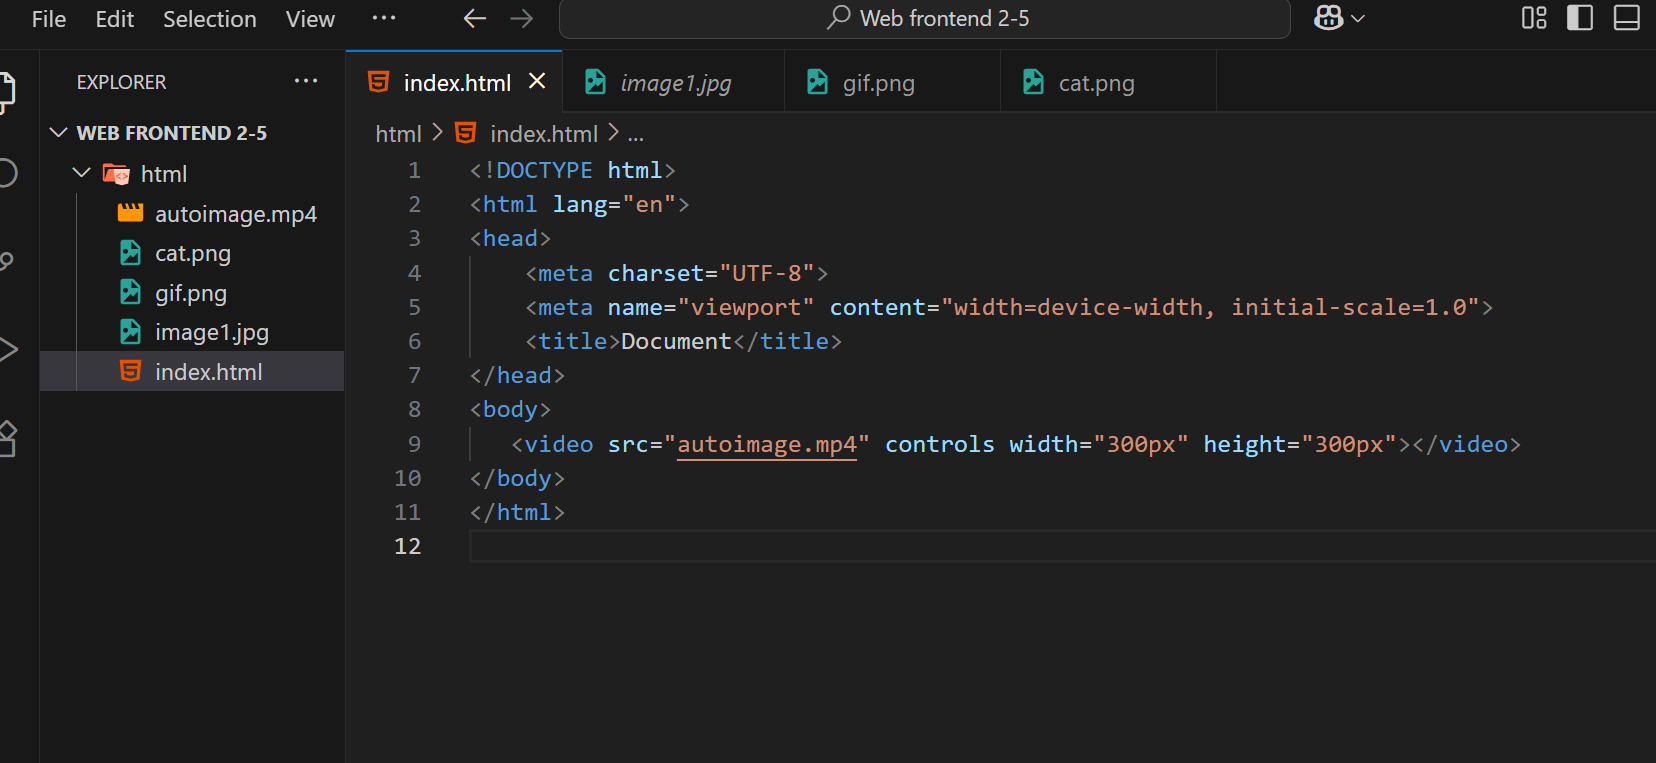 File Edit Selection View ··· Web frontend 2-5
EXPLORER ···
WEB FRONTEND 2-5
html
autoimage.mp4
cat.png
gif.png
image1.jpg
index.html
index.html image1.jpg gif.png cat.png
html > index.html > ...
1 <!DOCTYPE html>
2 <html lang="en">
3 <head>
4     <meta charset="UTF-8">
5     <meta name="viewport" content="width=device-width, initial-scale=1.0">
6     <title>Document</title>
7 </head>
8 <body>
9    <video src="autoimage.mp4" controls width="300px" height="300px"></video>
10 </body>
11 </html>
12